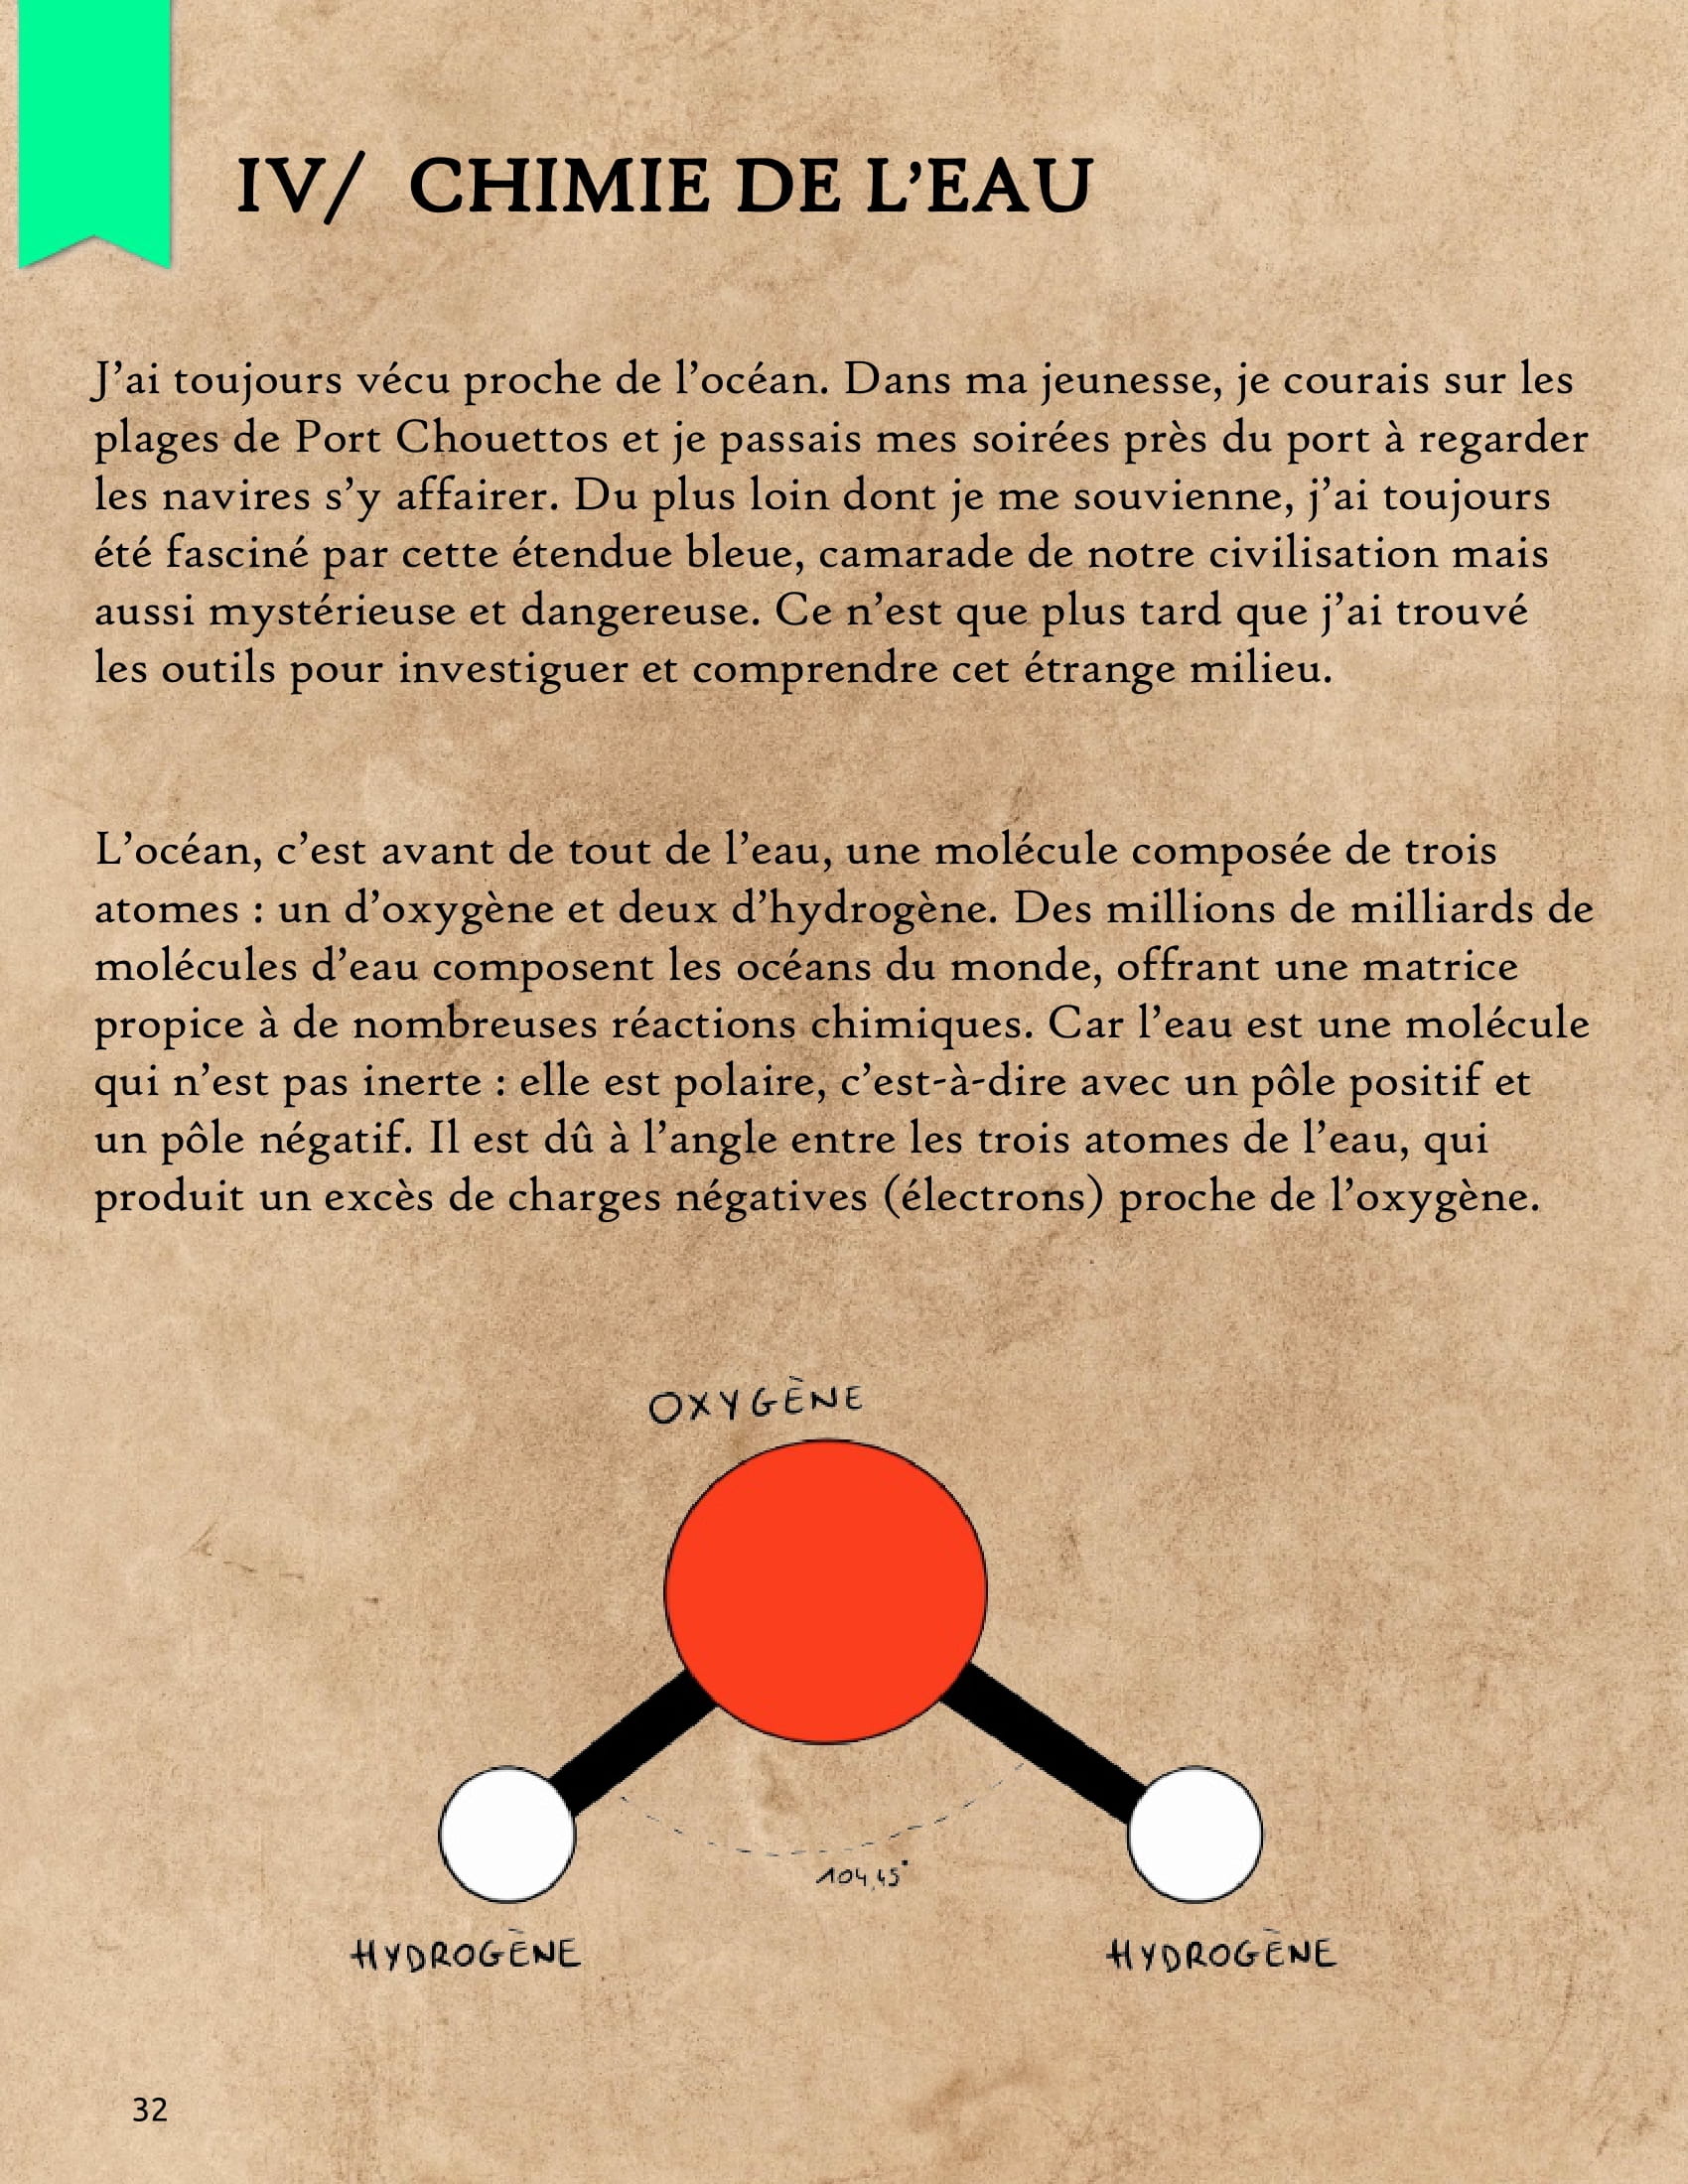 IV/ CHIMIE DE L’EAU
J’ai toujours vécu proche de l’océan. Dans ma jeunesse, je courais sur les
plages de Port Chouettos et je passais mes soirées près du port à regarder
les navires s’y affairer. Du plus loin dont je me souvienne, j’ai toujours
été fasciné par cette étendue bleue, camarade de notre civilisation mais
aussi mystérieuse et dangereuse. Ce n’est que plus tard que j’ai trouvé
les outils pour investiguer et comprendre cet étrange milieu.
L’océan, c’est avant de tout de l’eau, une molécule composée de trois
atomes : un d’oxygène et deux d’hydrogène. Des millions de milliards de
molécules d’eau composent les océans du monde, offrant une matrice
propice à de nombreuses réactions chimiques. Car l’eau est une molécule
qui n’est pas inerte : elle est polaire, c’est-à-dire avec un pôle positif et
un pôle négatif. Il est dû à l’angle entre les trois atomes de l’eau, qui
produit un excès de charges négatives (électrons) proche de l’oxygène.
OXYGÈNE
104,45°
HYDROGÈNE
HYDROGÈNE
32